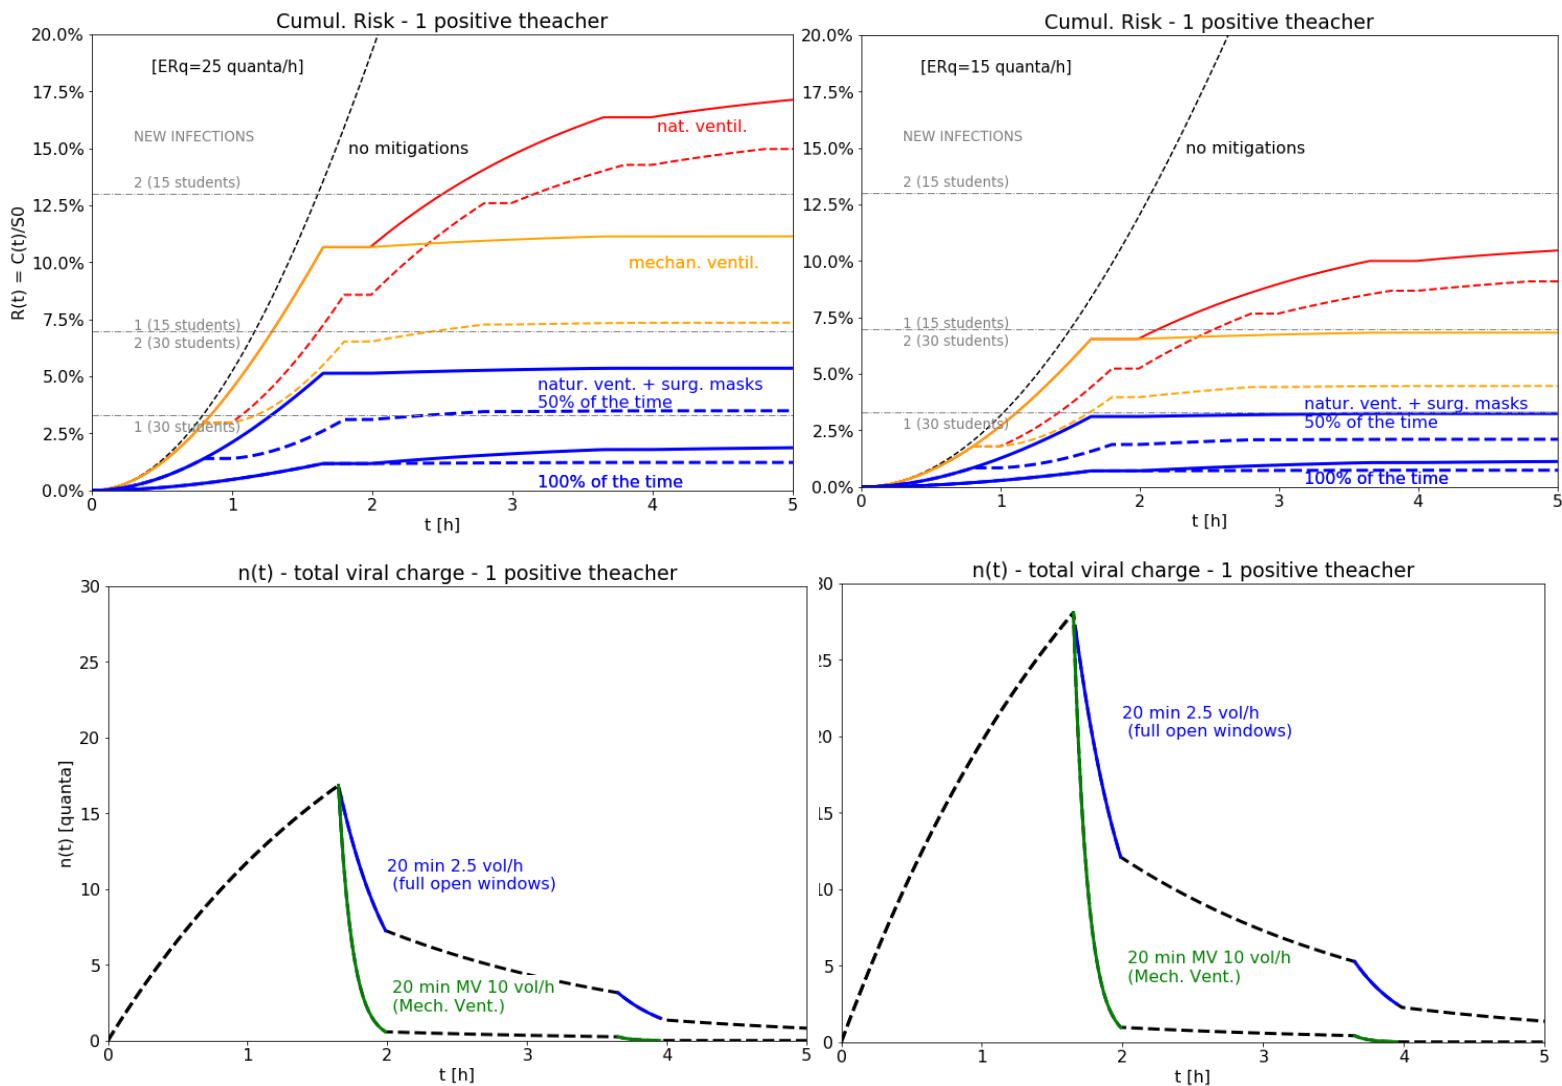 Cumul. Risk - 1 positive theacher
20.0%
17.5%
15.0%
12.5%
10.0%
7.5%
5.0%
2.5%
0.0%
R(t) = C(t)/S0
[ERq=25 quanta/h]
NEW INFECTIONS
no mitigations
nat. ventil.
2 (15 students)
mechan. ventil.
1 (15 students)
2 (30 students)
natur. vent. + surg. masks
50% of the time
1 (30 students)
100% of the time
0 1 2 3 4 5
t [h]
Cumul. Risk - 1 positive theacher
20.0%
17.5%
15.0%
12.5%
10.0%
7.5%
5.0%
2.5%
0.0%
[ERq=15 quanta/h]
NEW INFECTIONS
no mitigations
2 (15 students)
1 (15 students)
2 (30 students)
natur. vent. + surg. masks
50% of the time
1 (30 students)
100% of the time
0 1 2 3 4 5
t [h]
n(t) - total viral charge - 1 positive theacher
30
25
20
15
10
5
0
n(t) [quanta]
20 min 2.5 vol/h
(full open windows)
20 min MV 10 vol/h
(Mech. Vent.)
0 1 2 3 4 5
t [h]
n(t) - total viral charge - 1 positive theacher
30
25
20
15
10
5
0
20 min 2.5 vol/h
(full open windows)
20 min MV 10 vol/h
(Mech. Vent.)
0 1 2 3 4 5
t [h]